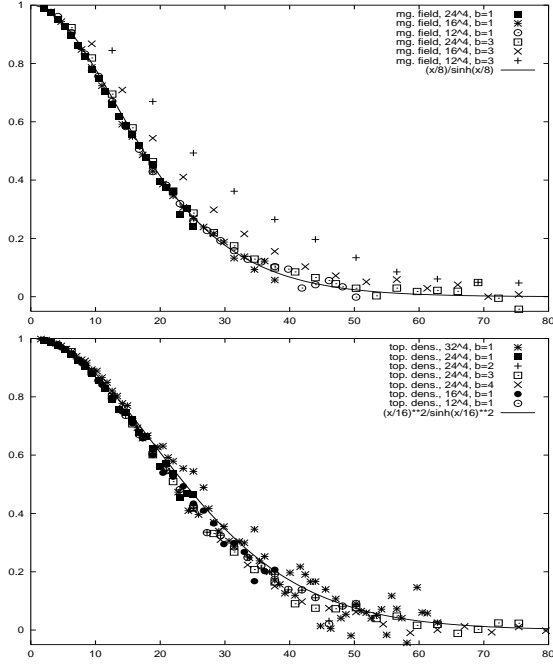 mg. field, 24^4, b=1
mg. field, 16^4, b=1
mg. field, 12^4, b=1
mg. field, 24^4, b=3
mg. field, 16^4, b=3
mg. field, 12^4, b=3
(x/8)/sinh(x/8)
1
0.8
0.6
0.4
0.2
0
0 10 20 30 40 50 60 70 80
top. dens., 32^4, b=1
top. dens., 24^4, b=1
top. dens., 24^4, b=2
top. dens., 24^4, b=3
top. dens., 24^4, b=4
top. dens., 16^4, b=1
top. dens., 12^4, b=1
(x/16)**2/sinh(x/16)**2
1
0.8
0.6
0.4
0.2
0
0 10 20 30 40 50 60 70 80